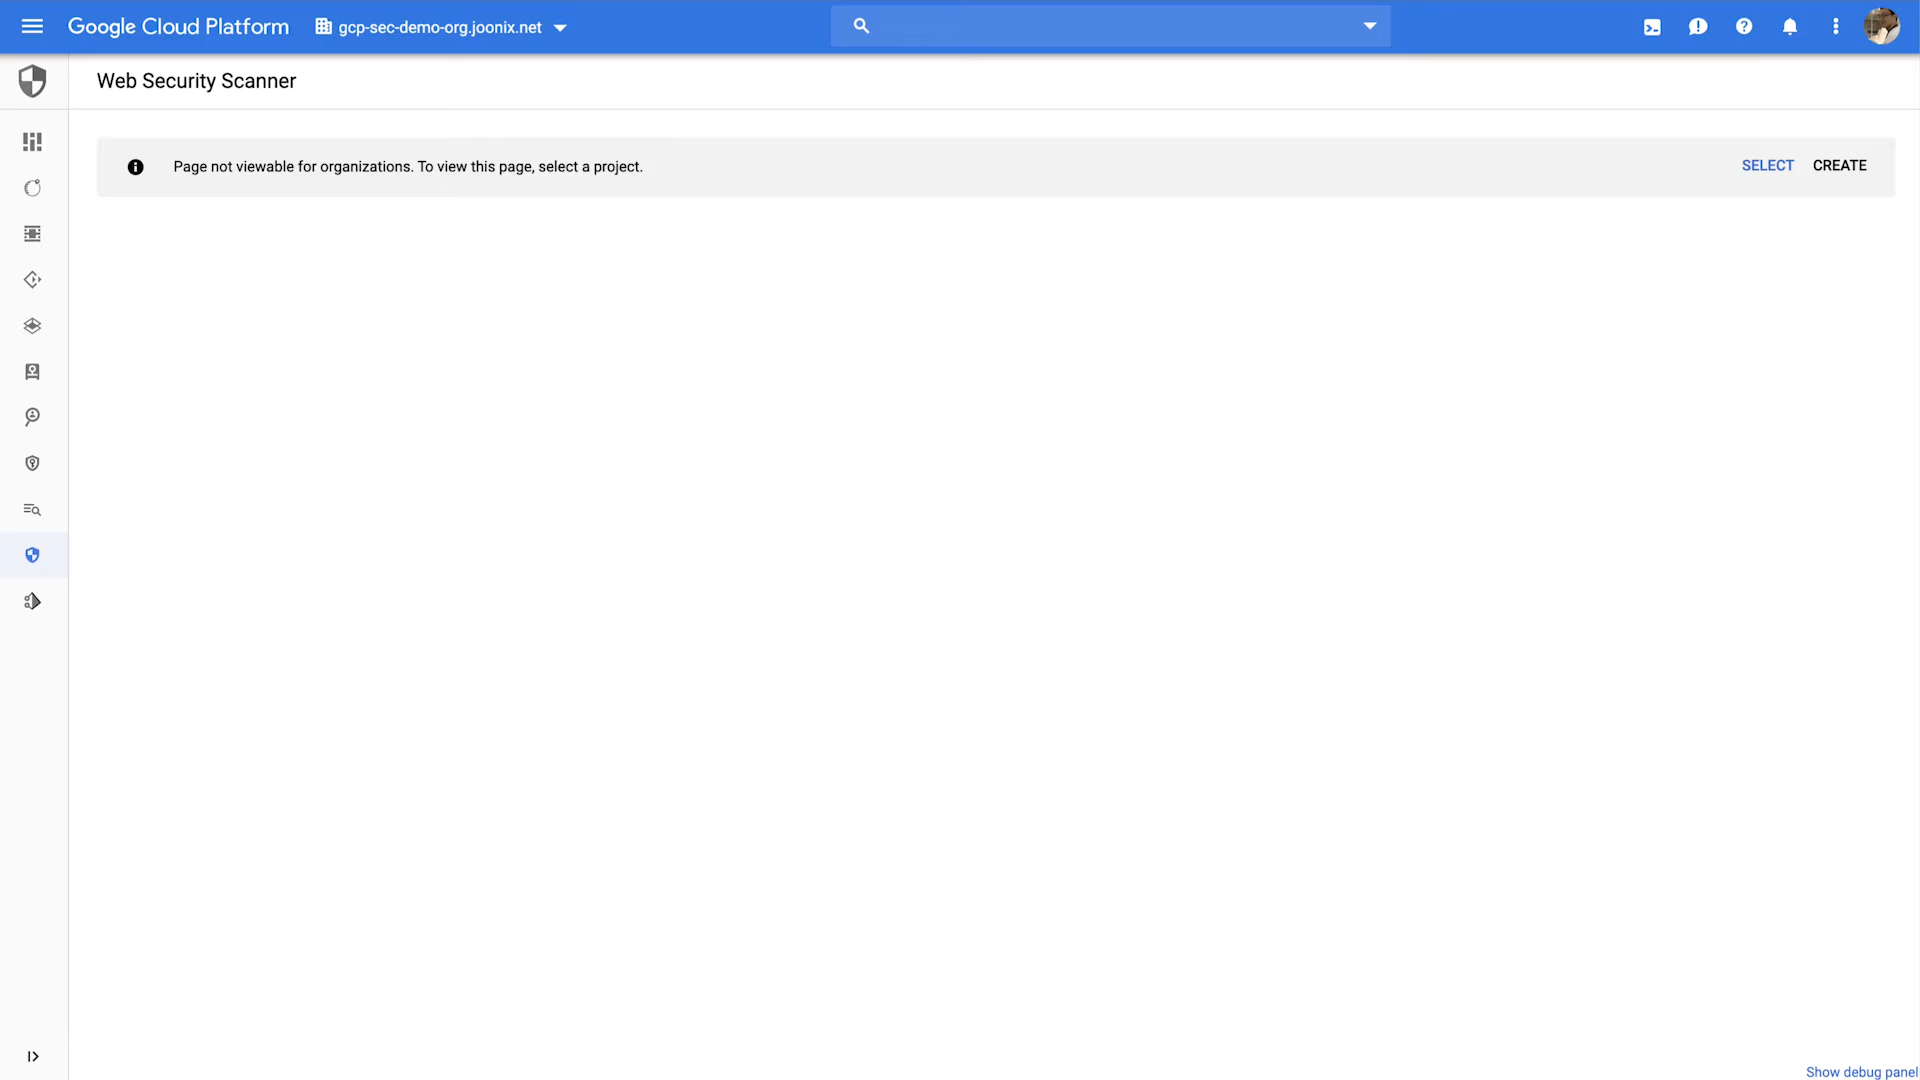 Google Cloud Platform
gcp-sec-demo-org.joonix.net
Web Security Scanner
Page not viewable for organizations. To view this page, select a project.
SELECT
CREATE
Show debug panel